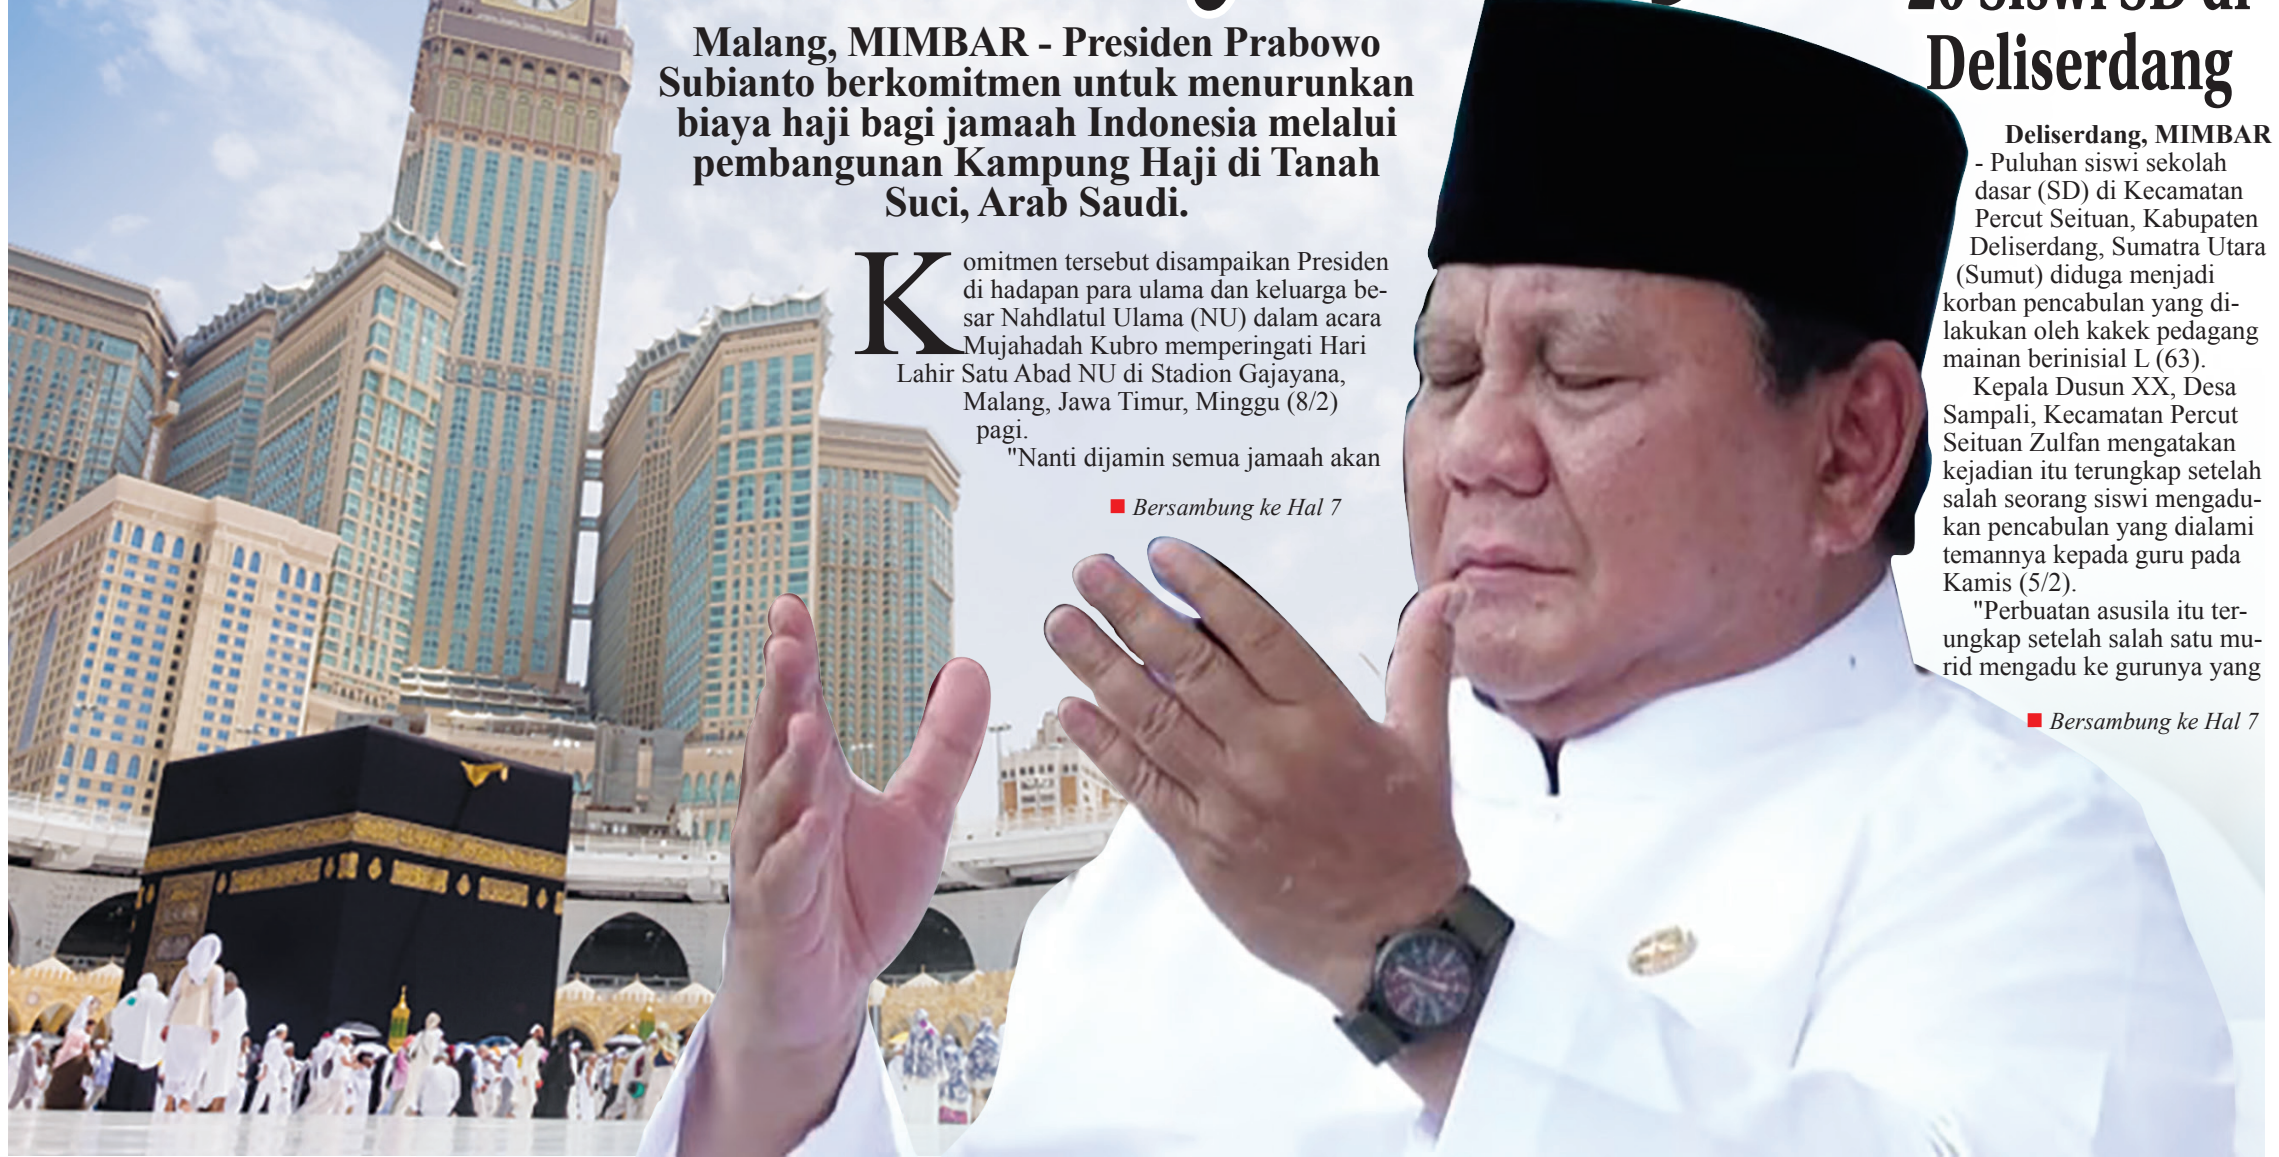 Malang, MIMBAR - Presiden Prabowo
Subianto berkomitmen untuk menurunkan
biaya haji bagi jamaah Indonesia melalui
pembangunan Kampung Haji di Tanah
Suci, Arab Saudi.
Komitmen tersebut disampaikan Presiden
di hadapan para ulama dan keluarga be-
sar Nahdlatul Ulama (NU) dalam acara
Mujahadah Kubro memperingati Hari
Lahir Satu Abad NU di Stadion Gajayana,
Malang, Jawa Timur, Minggu (8/2)
pagi.
"Nanti dijamin semua jamaah akan
Bersambung ke Hal 7
20 Siswi SD di
Deliserdang
Deliserdang, MIMBAR
- Puluhan siswi sekolah
dasar (SD) di Kecamatan
Percut Seituan, Kabupaten
Deliserdang, Sumatra Utara
(Sumut) diduga menjadi
korban pencabulan yang di-
lakukan oleh kakek pedagang
mainan berinisial L (63).
Kepala Dusun XX, Desa
Sampali, Kecamatan Percut
Seituan Zulfan mengatakan
kejadian itu terungkap setelah
salah seorang siswi mengadu-
kan pencabulan yang dialami
temannya kepada guru pada
Kamis (5/2).
"Perbuatan asusila itu ter-
ungkap setelah salah satu mu-
rid mengadu ke gurunya yang
Bersambung ke Hal 7